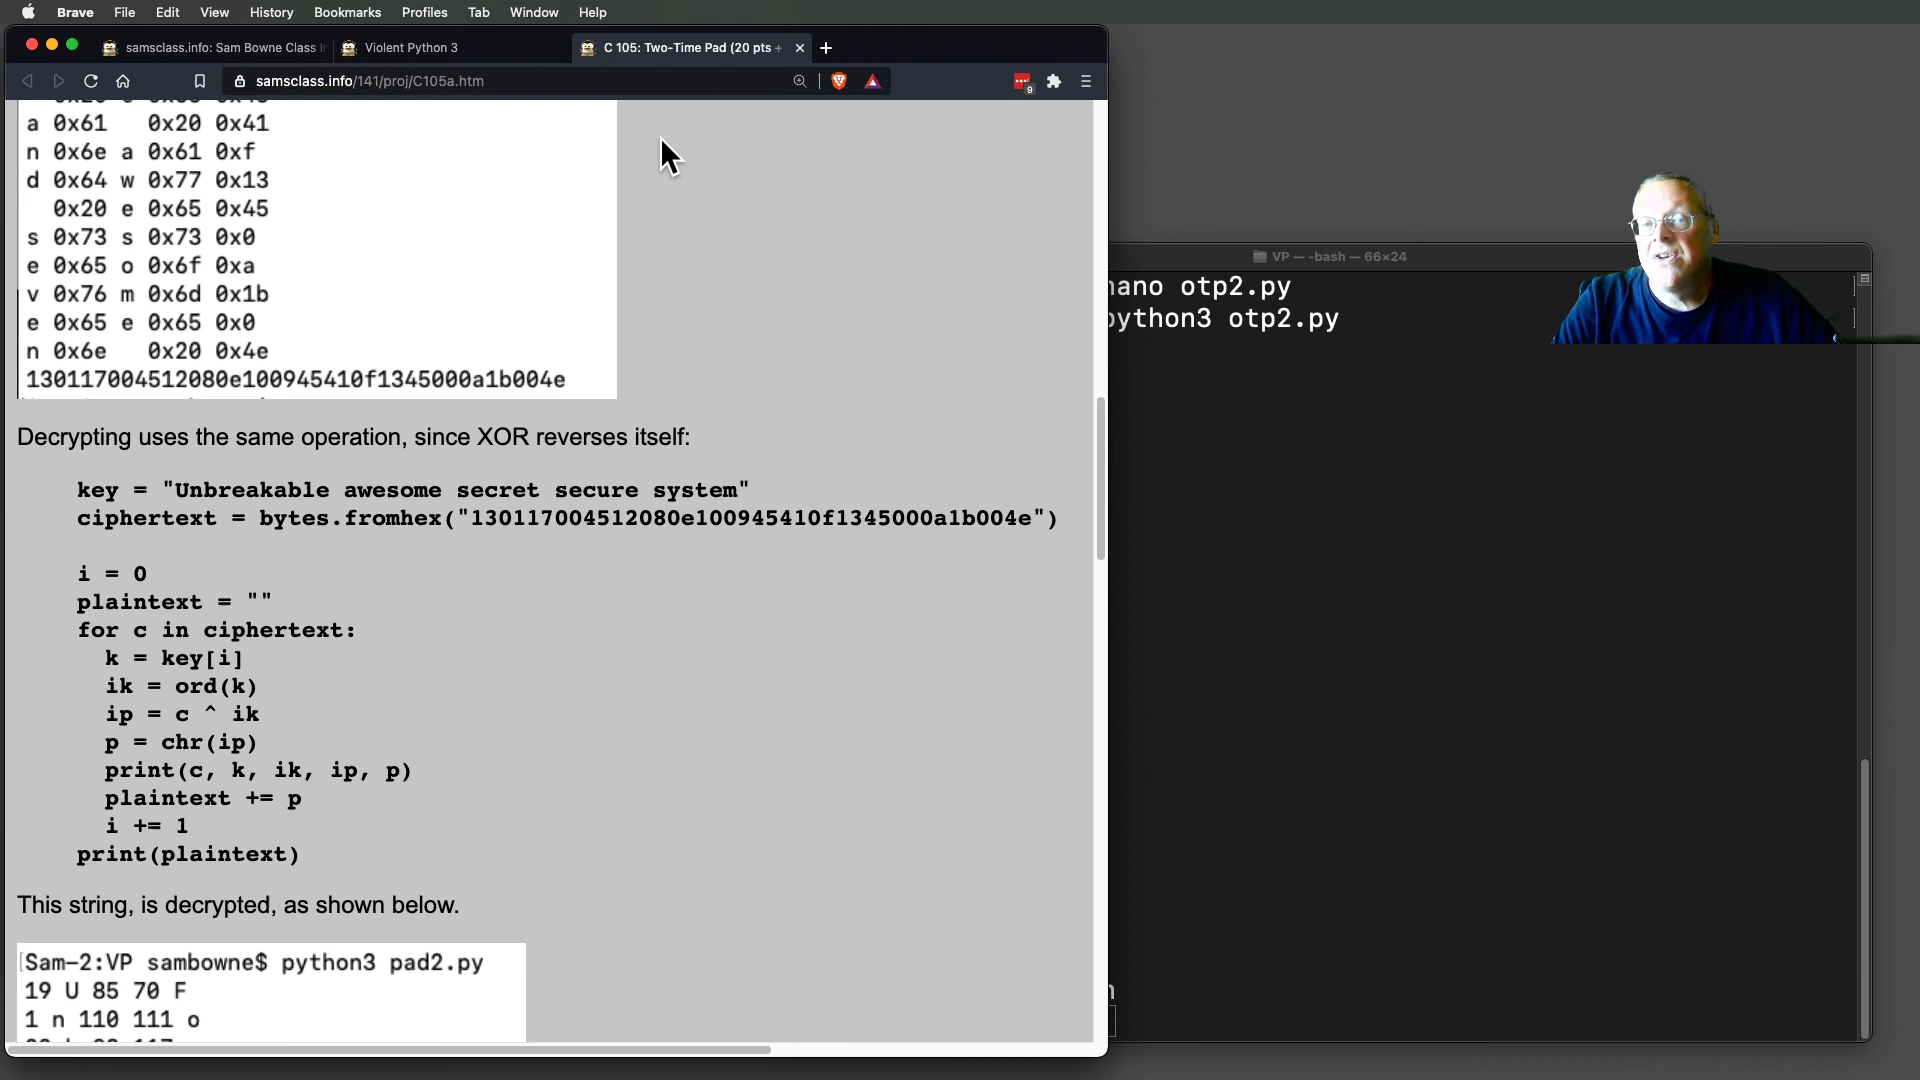 Brave File Edit View History Bookmarks Profiles Tab Window Help
samsclass.info: Sam Bowne Class In
Violent Python 3
C 105: Two-Time Pad (20 pts +
samsclass.info/141/proj/C105a.htm
9
a 0x61   0x20 0x41
n 0x6e a 0x61 0xf
d 0x64 w 0x77 0x13
  0x20 e 0x65 0x45
s 0x73 s 0x73 0x0
e 0x65 o 0x6f 0xa
v 0x76 m 0x6d 0x1b
e 0x65 e 0x65 0x0
n 0x6e   0x20 0x4e
130117004512080e100945410f1345000a1b004e
Decrypting uses the same operation, since XOR reverses itself:
key = "Unbreakable awesome secret secure system"
ciphertext = bytes.fromhex("130117004512080e100945410f1345000a1b004e")
i = 0
plaintext = ""
for c in ciphertext:
  k = key[i]
  ik = ord(k)
  ip = c ^ ik
  p = chr(ip)
  print(c, k, ik, ip, p)
  plaintext += p
  i += 1
print(plaintext)
This string, is decrypted, as shown below.
[Sam-2:VP sambowne$ python3 pad2.py
19 U 85 70 F
1 n 110 111 o
VP — -bash — 66×24
nano otp2.py
python3 otp2.py